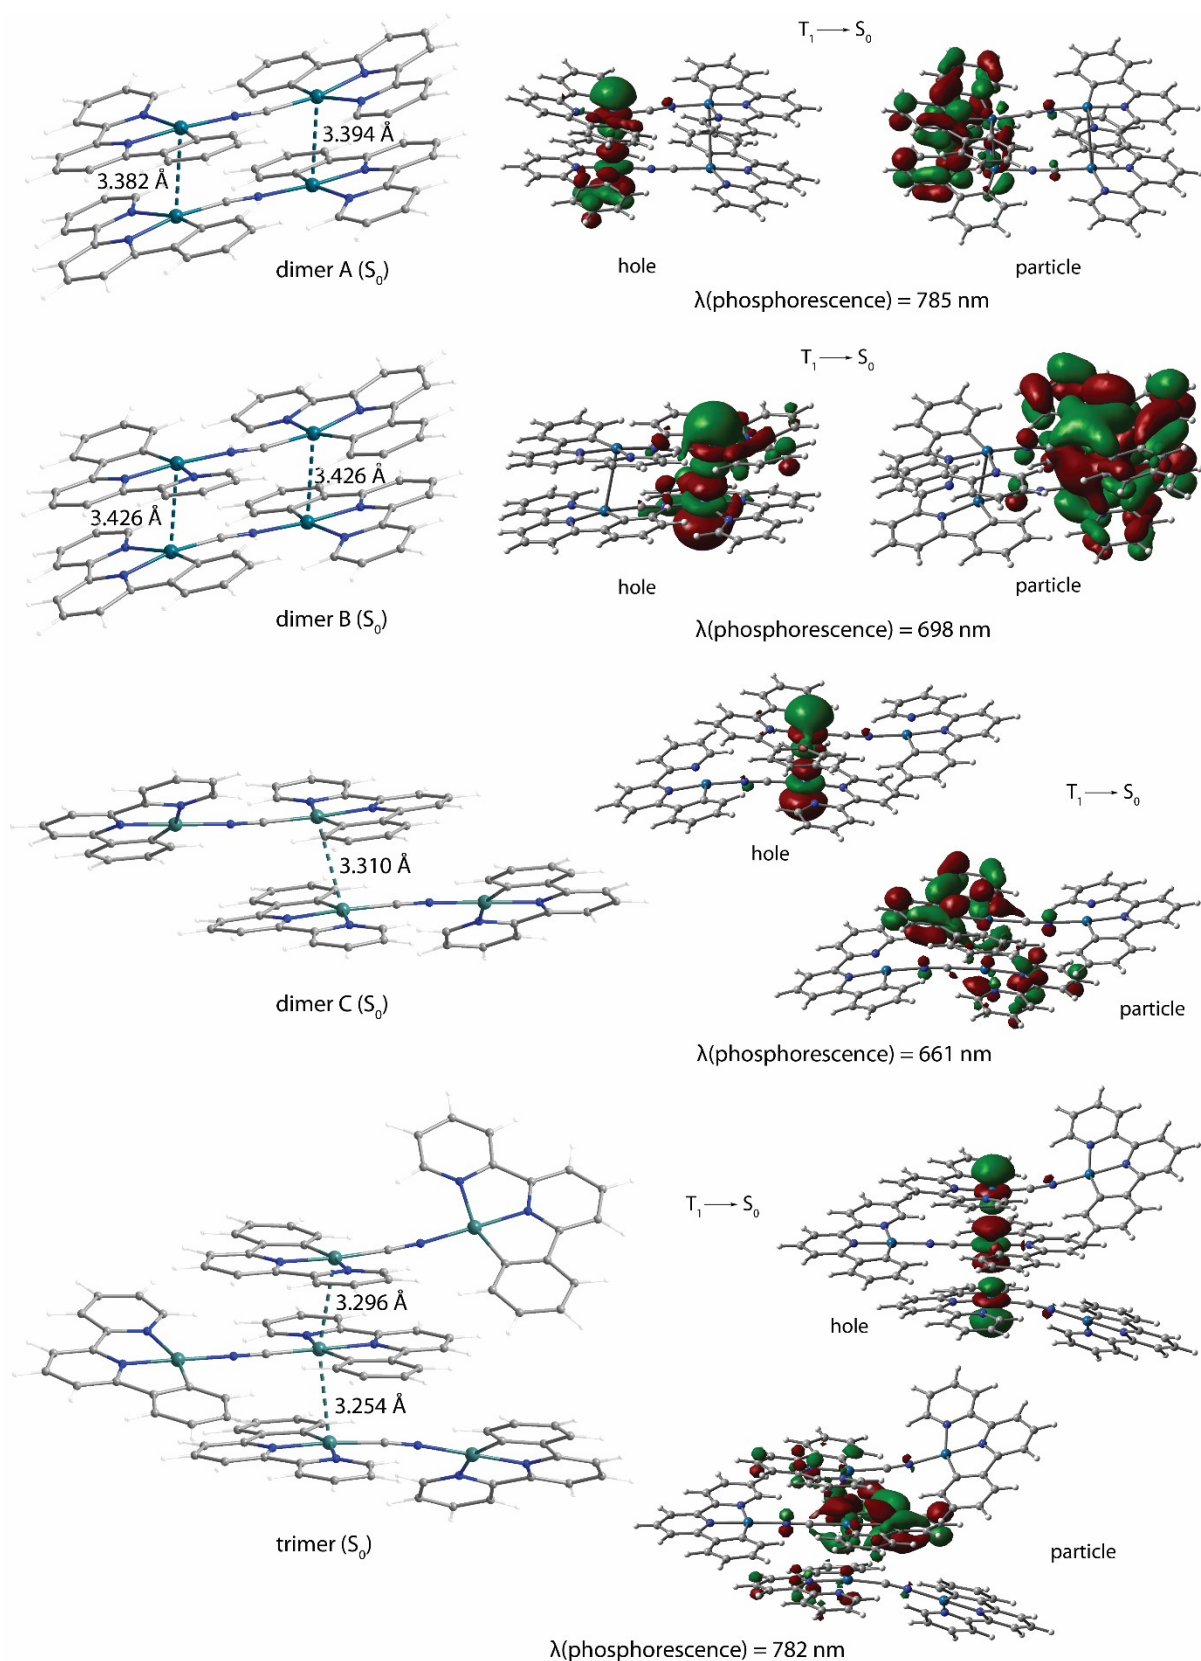 T₁ ⟶ S₀
3.394 Å
3.382 Å
dimer A (S₀)
hole
particle
λ(phosphorescence) = 785 nm
T₁ ⟶ S₀
3.426 Å
3.426 Å
dimer B (S₀)
hole
particle
λ(phosphorescence) = 698 nm
T₁ ⟶ S₀
3.310 Å
hole
dimer C (S₀)
particle
λ(phosphorescence) = 661 nm
T₁ ⟶ S₀
3.296 Å
hole
3.254 Å
trimer (S₀)
particle
λ(phosphorescence) = 782 nm